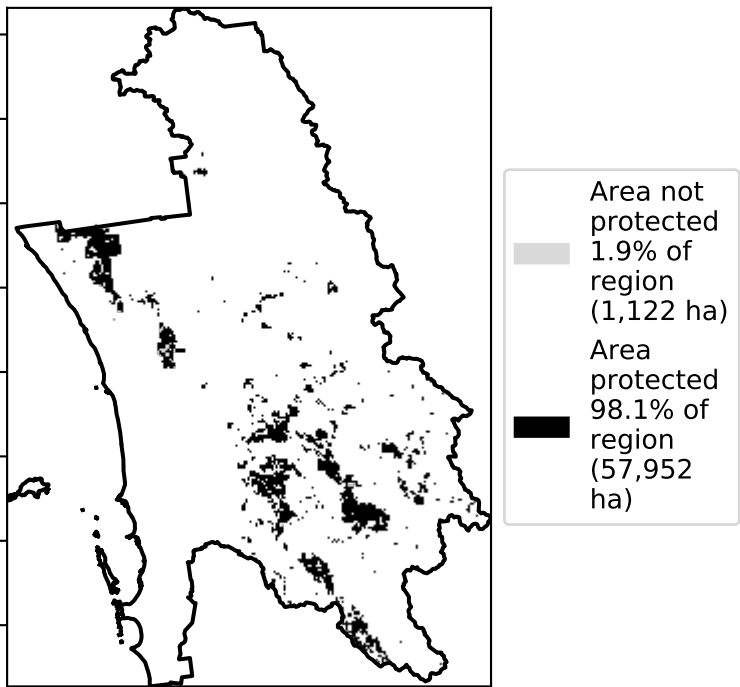 Area not
protected
1.9% of
region
(1,122 ha)
Area
protected
98.1% of
region
(57,952
ha)